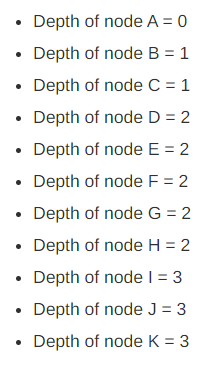 • Depth of node A = 0
• Depth of node B = 1
• Depth of node C = 1
• Depth of node D = 2
• Depth of node E = 2
• Depth of node F = 2
• Depth of node G = 2
• Depth of node H = 2
• Depth of node I = 3
• Depth of node J = 3
• Depth of node K = 3